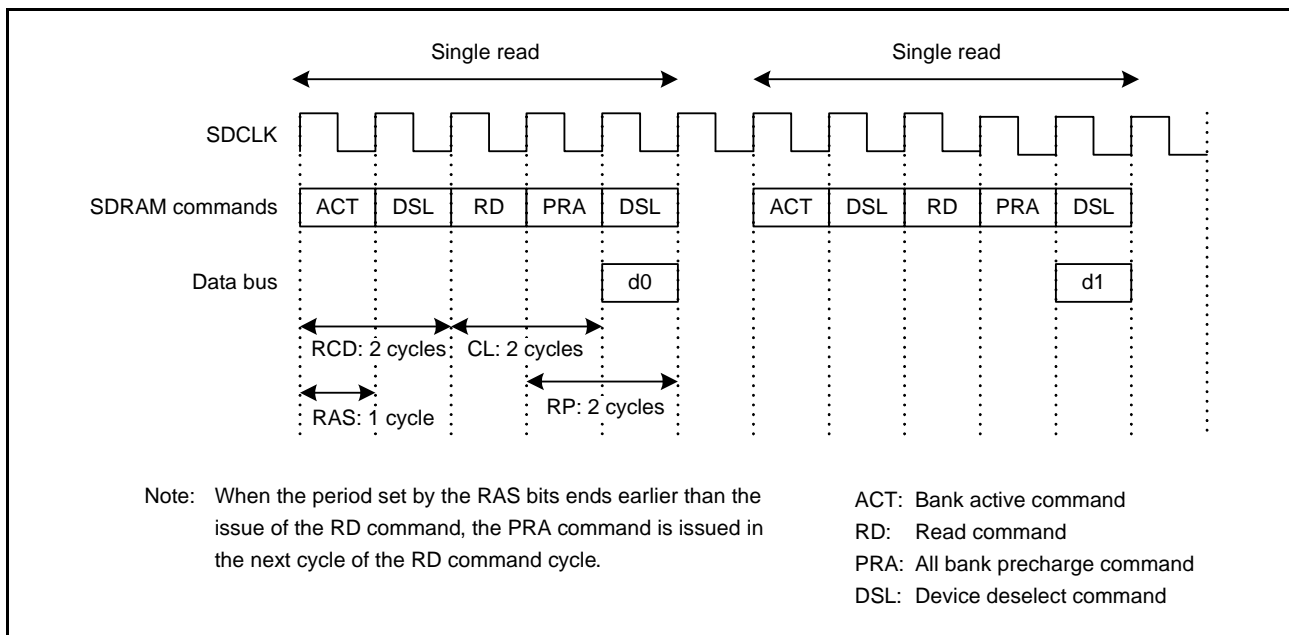 Single read
Single read
SDCLK
SDRAM commands
ACT DSL RD PRA DSL ACT DSL RD PRA DSL
Data bus
d0 d1
RCD: 2 cycles CL: 2 cycles
RAS: 1 cycle
RP: 2 cycles
Note: When the period set by the RAS bits ends earlier than the
issue of the RD command, the PRA command is issued in
the next cycle of the RD command cycle.
ACT: Bank active command
RD: Read command
PRA: All bank precharge command
DSL: Device deselect command